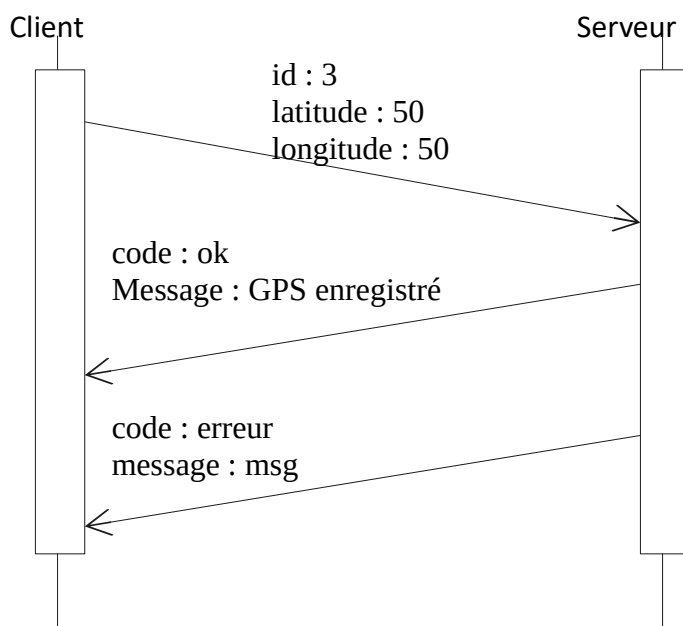 Client
Serveur
id : 3
latitude : 50
longitude : 50
code : ok
Message : GPS enregistré
code : erreur
message : msg